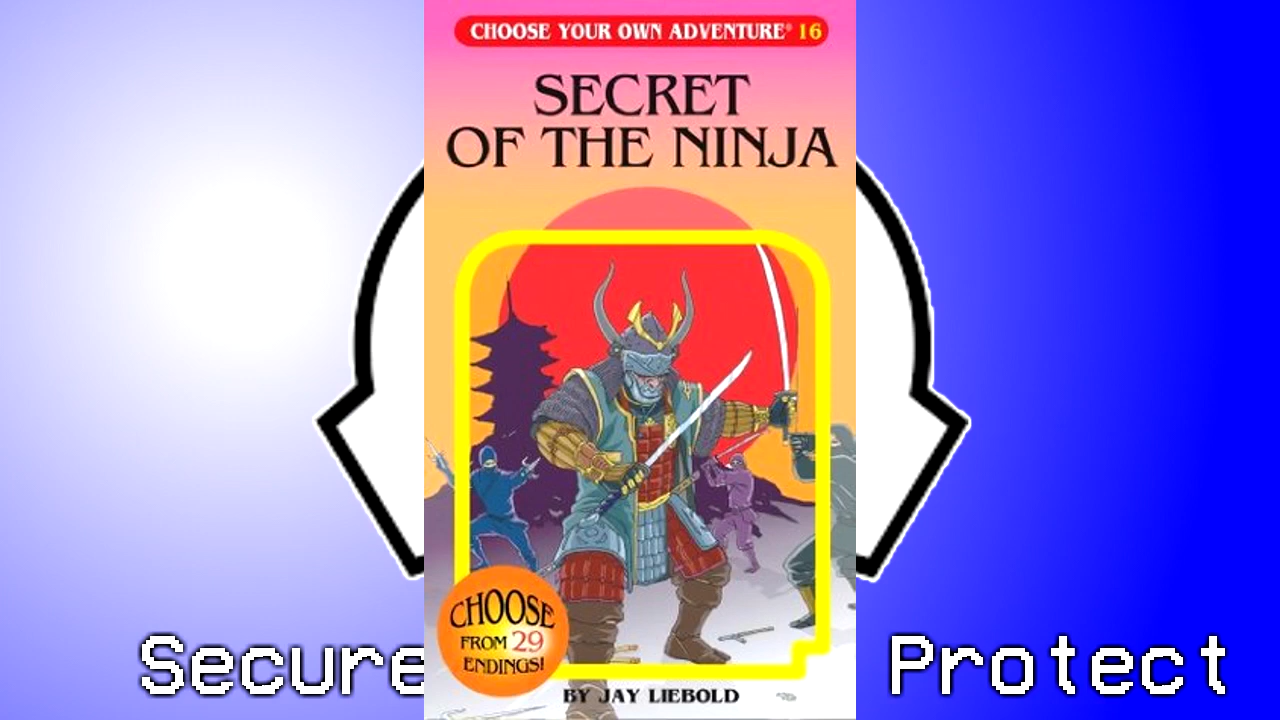 CHOOSE YOUR OWN ADVENTURE® 16
SECRET
OF THE NINJA
CHOOSE
FROM 29
ENDINGS!
Secure
Protect
BY JAY LIEBOLD